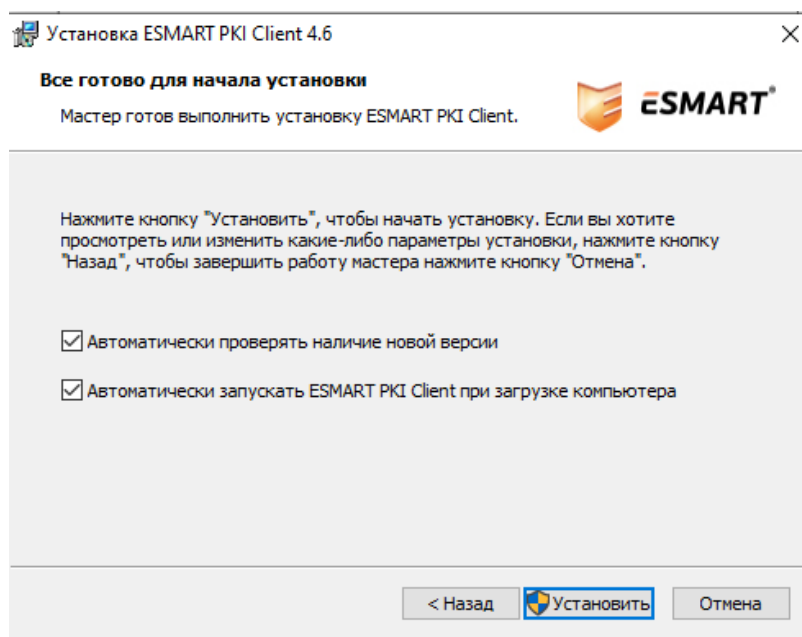 Установка ESMART PKI Client 4.6
Все готово для начала установки
Мастер готов выполнить установку ESMART PKI Client.
ESMART®
Нажмите кнопку "Установить", чтобы начать установку. Если вы хотите
просмотреть или изменить какие-либо параметры установки, нажмите кнопку
"Назад", чтобы завершить работу мастера нажмите кнопку "Отмена".
Автоматически проверять наличие новой версии
Автоматически запускать ESMART PKI Client при загрузке компьютера
< Назад
Установить
Отмена